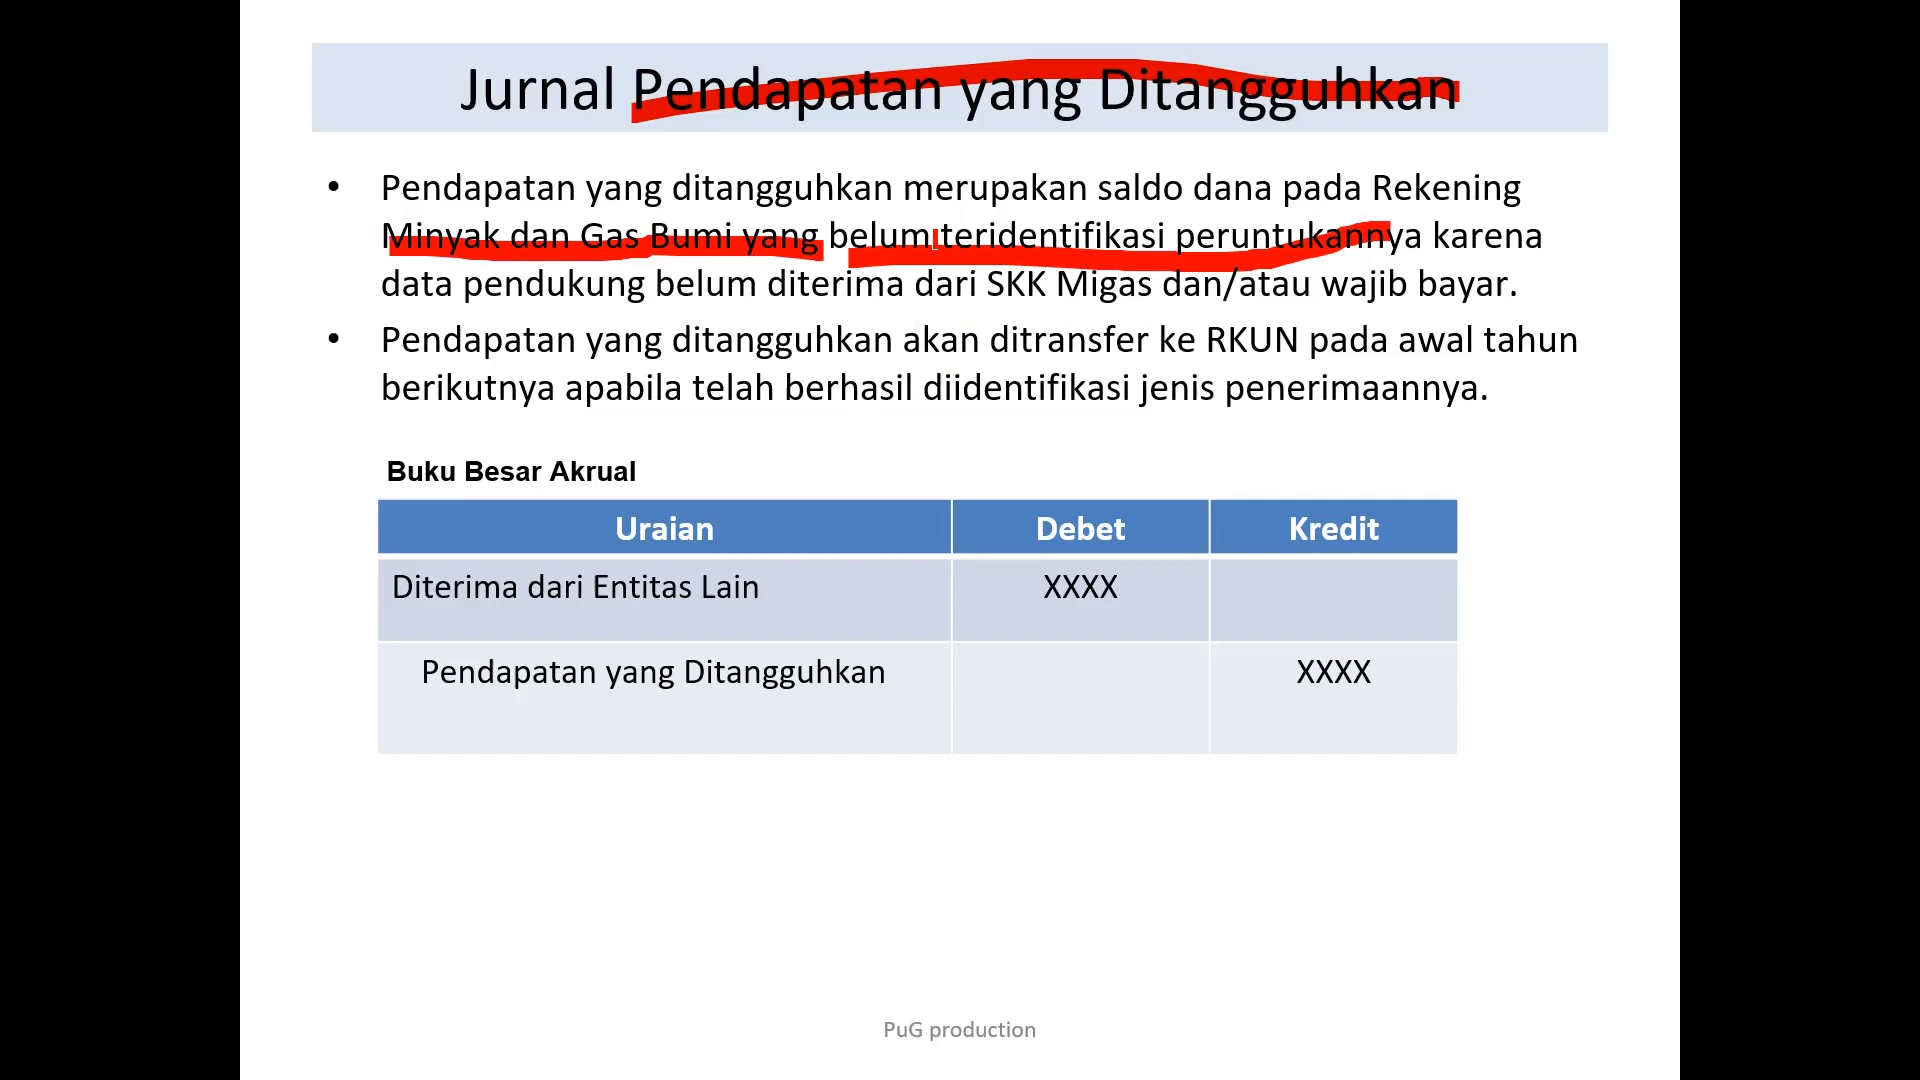 Jurnal Pendapatan yang Ditangguhkan
• Pendapatan yang ditangguhkan merupakan saldo dana pada Rekening
Minyak dan Gas Bumi yang belum teridentifikasi peruntukannya karena
data pendukung belum diterima dari SKK Migas dan/atau wajib bayar.
• Pendapatan yang ditangguhkan akan ditransfer ke RKUN pada awal tahun
berikutnya apabila telah berhasil diidentifikasi jenis penerimaannya.
Buku Besar Akrual
Uraian Debet Kredit
Diterima dari Entitas Lain XXXX
Pendapatan yang Ditangguhkan XXXX
PuG production